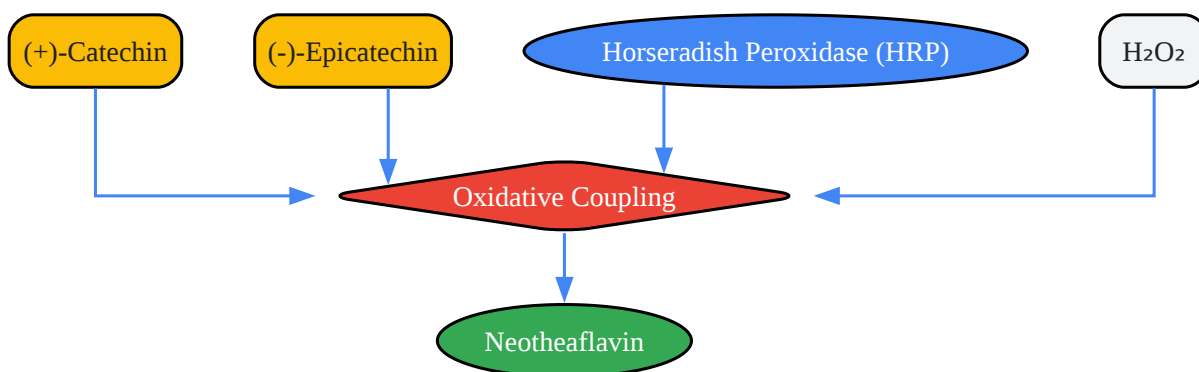 (+)-Catechin
(-)-Epicatechin
Horseradish Peroxidase (HRP)
H₂O₂
Oxidative Coupling
Neotheaflavin